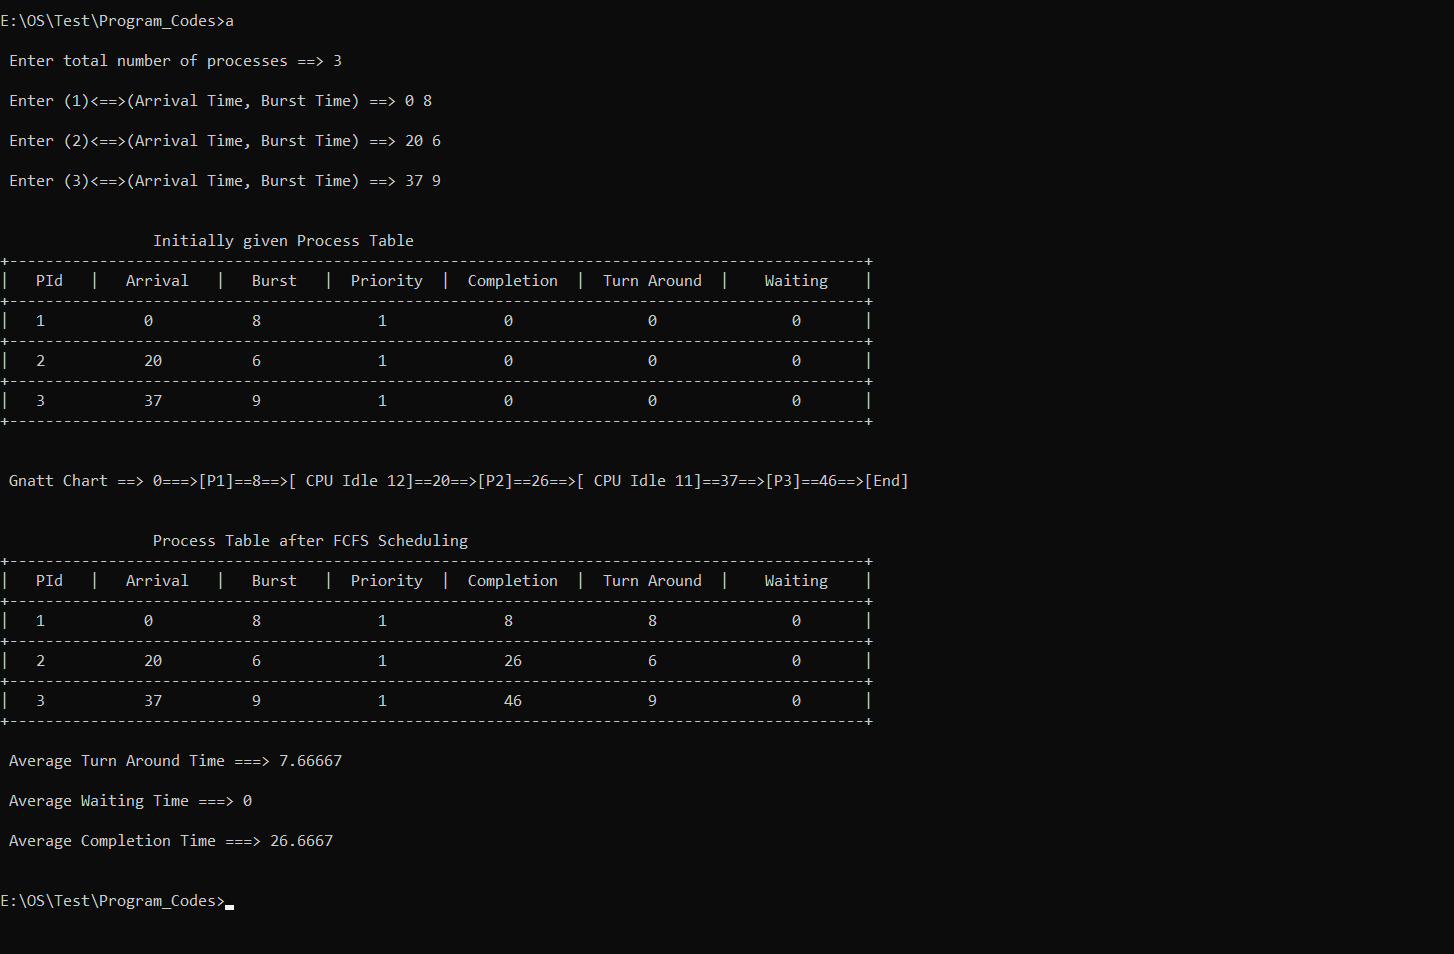 E:\OS\Test\Program_Codes>a
Enter total number of processes ==> 3
Enter (1)<==>(Arrival Time, Burst Time) ==> 0 8
Enter (2)<==>(Arrival Time, Burst Time) ==> 20 6
Enter (3)<==>(Arrival Time, Burst Time) ==> 37 9
Initially given Process Table
+-----------------------------------------------------------------------------------------------+
|   PId   |   Arrival   |   Burst   |  Priority  |  Completion  |  Turn Around  |    Waiting    |
+-----------------------------------------------------------------------------------------------+
|   1           0           8             1             0               0               0       |
+-----------------------------------------------------------------------------------------------+
|   2           20          6             1             0               0               0       |
+-----------------------------------------------------------------------------------------------+
|   3           37          9             1             0               0               0       |
+-----------------------------------------------------------------------------------------------+
Gnatt Chart ==> 0===>[P1]==8==>[ CPU Idle 12]==20==>[P2]==26==>[ CPU Idle 11]==37==>[P3]==46==>[End]
Process Table after FCFS Scheduling
+-----------------------------------------------------------------------------------------------+
|   PId   |   Arrival   |   Burst   |  Priority  |  Completion  |  Turn Around  |    Waiting    |
+-----------------------------------------------------------------------------------------------+
|   1           0           8             1             8               8               0       |
+-----------------------------------------------------------------------------------------------+
|   2           20          6             1             26              6               0       |
+-----------------------------------------------------------------------------------------------+
|   3           37          9             1             46              9               0       |
+-----------------------------------------------------------------------------------------------+
Average Turn Around Time ===> 7.66667
Average Waiting Time ===> 0
Average Completion Time ===> 26.6667
E:\OS\Test\Program_Codes>